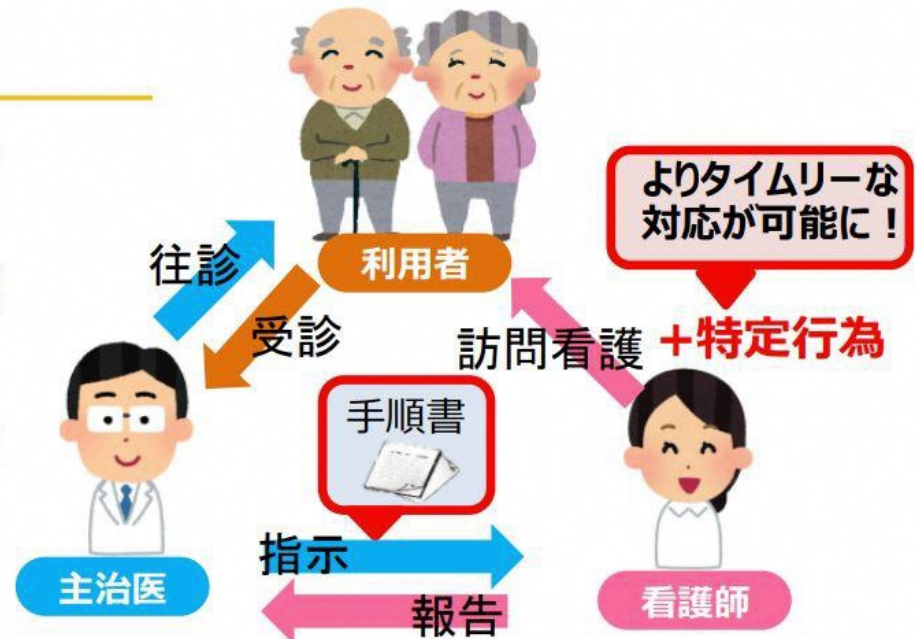 よりタイムリーな
対応が可能に！
往診
利用者
受診
訪問看護
+特定行為
手順書
指示
主治医
報告
看護師